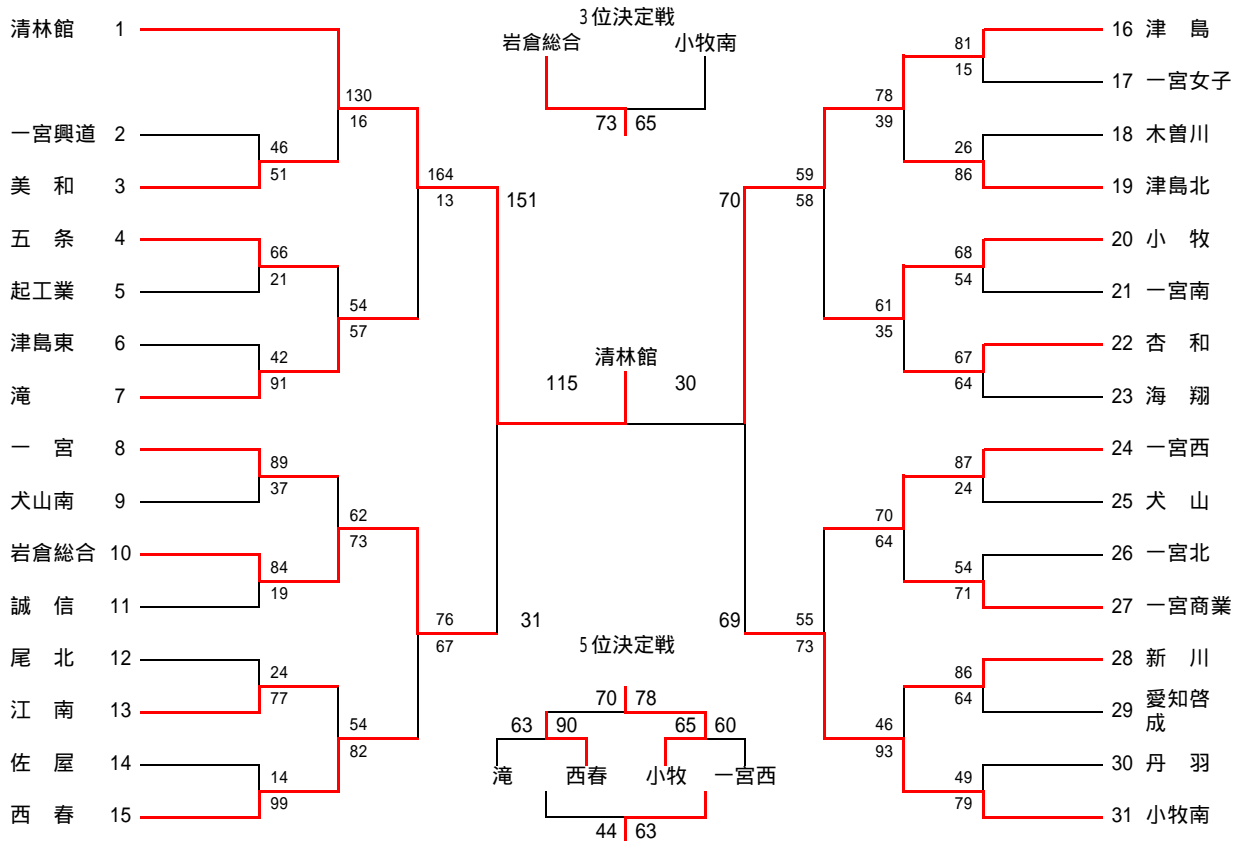 清林館 1
一宮興道 2
美 和 3
五 条 4
起工業 5
津島東 6
滝 7
一 宮 8
犬山南 9
岩倉総合 10
誠 信 11
尾 北 12
江 南 13
佐 屋 14
西 春 15
130
16
46
51
66
21
42
91
54
57
164
13
151
89
37
84
19
62
73
24
77
14
99
54
82
76
67
31
3位決定戦
岩倉総合 小牧南
73 65
清林館
115 30
5位決定戦
70 78
63 90 65 60
滝 西春 小牧 一宮西
44 63
70
59
58
78
39
81
15
26
86
61
35
68
54
67
64
69
55
73
70
64
87
24
54
71
46
93
86
64
49
79
16 津 島
17 一宮女子
18 木曽川
19 津島北
20 小 牧
21 一宮南
22 杏 和
23 海 翔
24 一宮西
25 犬 山
26 一宮北
27 一宮商業
28 新 川
29 愛知啓
成
30 丹 羽
31 小牧南